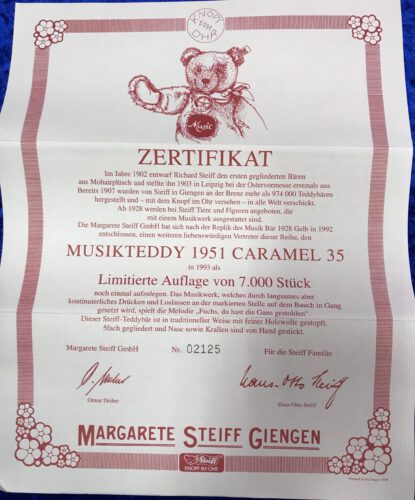 KNOPF
im
OHR
Music
ZERTIFIKAT
Im Jahre 1902 entwarf Richard Steiff den ersten gegliederten Bären
aus Mohairplüsch und stellte ihn 1903 in Leipzig bei der Ostervormesse erstmals aus.
Bereits 1907 wurden von Steiff in Giengen an der Brenz mehr als 974 000 Teddybären
hergestellt und – mit dem Knopf im Ohr versehen – in alle Welt verschickt.
Ab 1928 werden bei Steiff Tiere und Figuren angeboten, die
mit einem Musikwerk ausgestattet sind.
Die Margarete Steiff GmbH hat sich nach der Replik des Musik Bär 1928 Gelb in 1992
entschlossen, einen weiteren liebenswürdigen Vertreter dieser Reihe, den
MUSIKTEDDY 1951 CARAMEL 35
in 1993 als
Limitierte Auflage von 7.000 Stück
noch einmal aufzulegen. Das Musikwerk, welches durch langsames aber
kontinuierliches Drücken und Loslassen an der markierten Stelle auf dem Bauch in Gang
gesetzt wird, spielt die Melodie „Fuchs, du hast die Gans gestohlen".
Dieser Steiff-Teddybär ist in traditioneller Weise mit feiner Holzwolle gestopft,
5fach gegliedert und Nase sowie Krallen sind von Hand gestickt.
Margarete Steiff GmbH Nr. 02125 Für die Steiff Familie
Hans-Otto Steiff
MARGARETE STEIFF GIENGEN
Steiff
KNOPF IM OHR